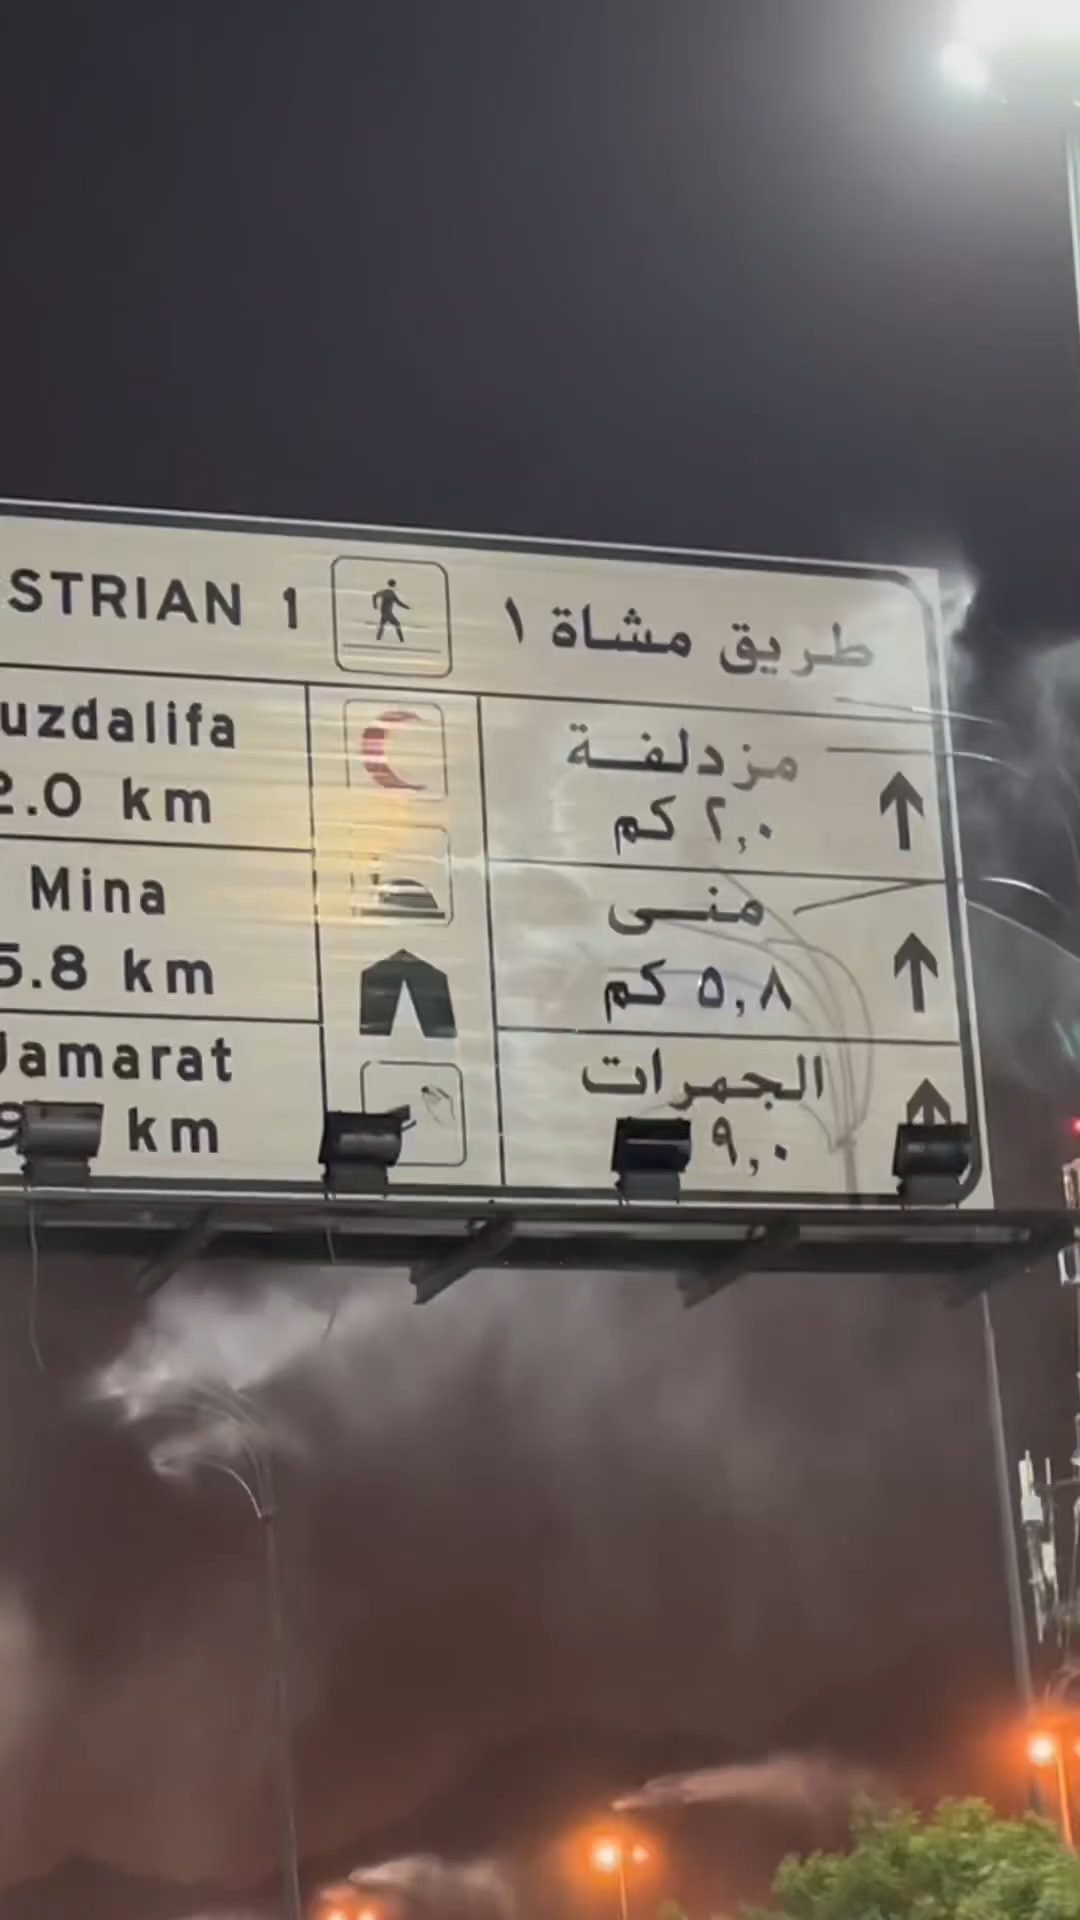 STRIAN 1
طريق مشاة ١
uzdalifa
2.0 km
مزدلفة
٢,٠ كم
Mina
5.8 km
منى
٥,٨ كم
Jamarat
9 km
الجمرات
٩,٠